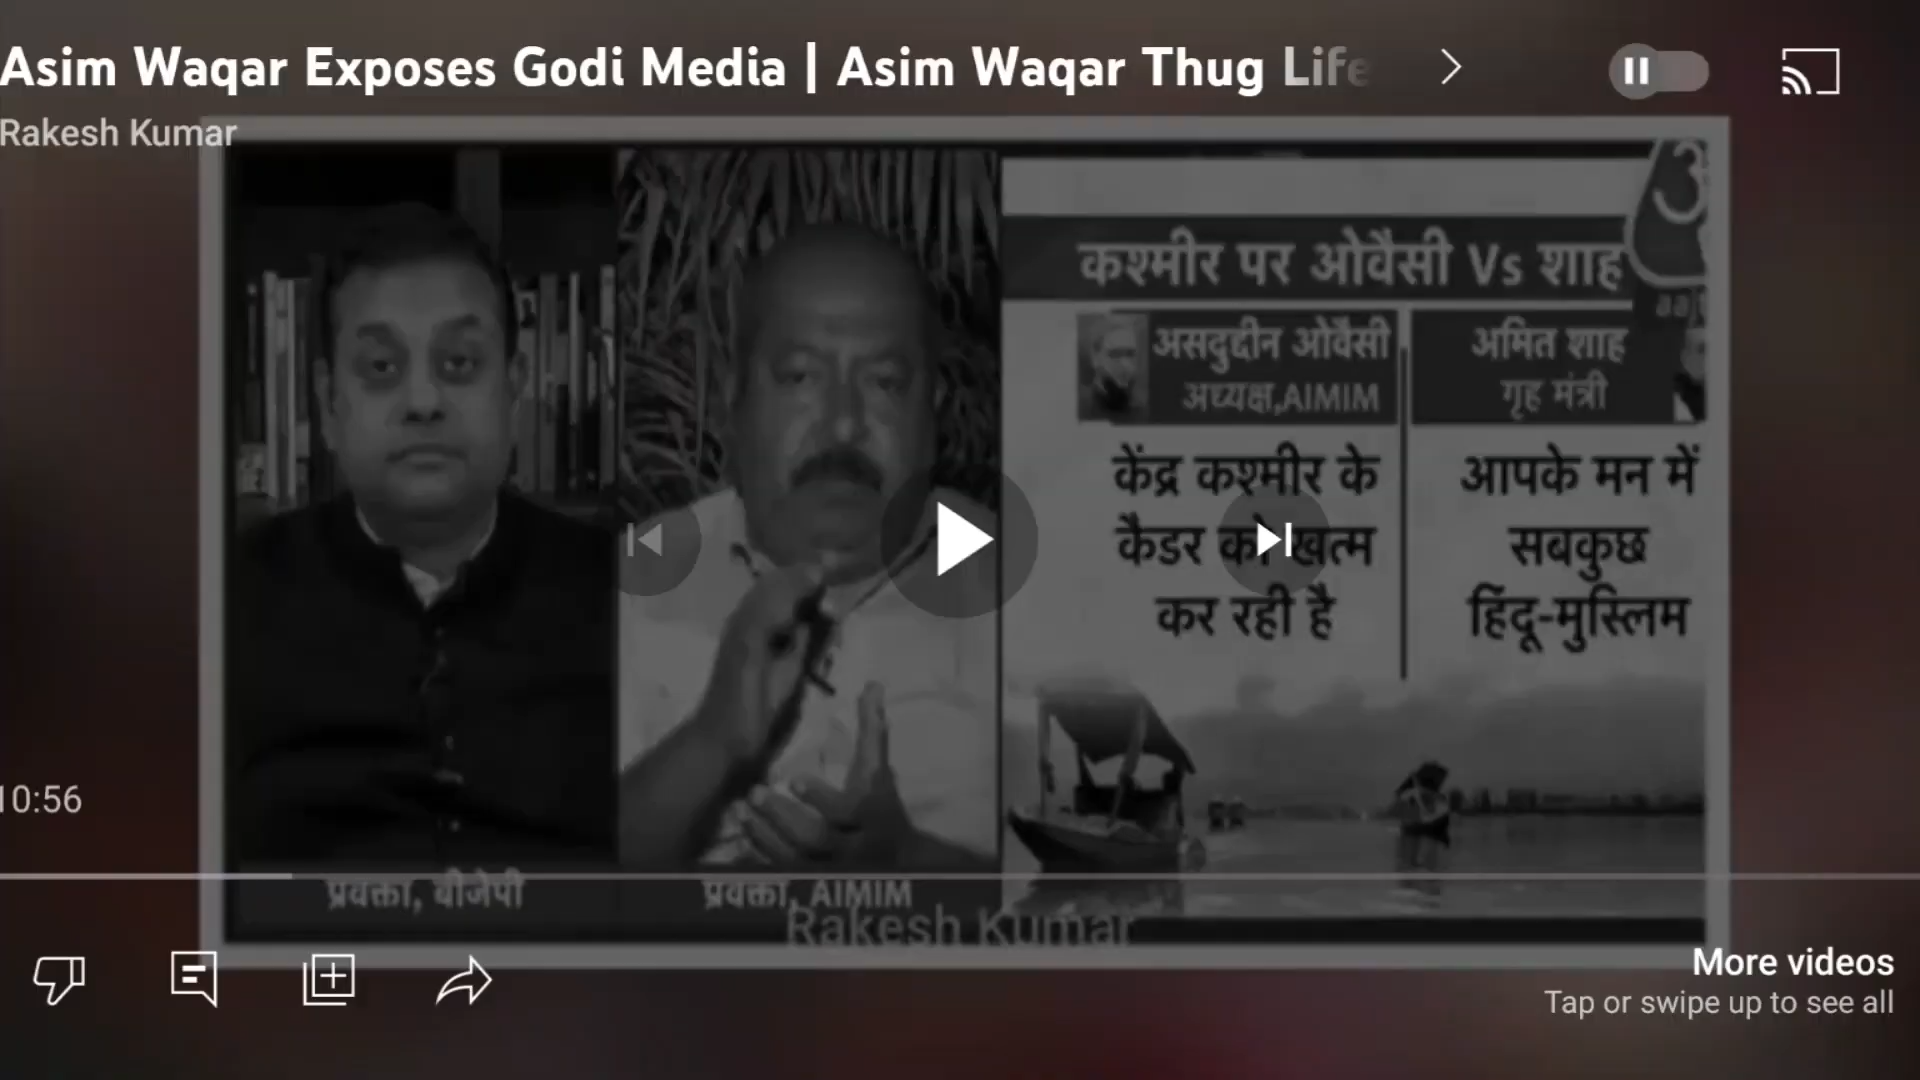 Asim Waqar Exposes Godi Media | Asim Waqar Thug Life
Rakesh Kumar
कश्मीर पर ओवैसी Vs शाह
असदुद्दीन ओवैसी
अध्यक्ष,AIMIM
अमित शाह
गृह मंत्री
केंद्र कश्मीर के
कैडर को खत्म
कर रही है
आपके मन में
सबकुछ
हिंदू-मुस्लिम
10:56
प्रवक्ता, बीजेपी
प्रवक्ता, AIMIM
Rakesh Kumar
More videos
Tap or swipe up to see all